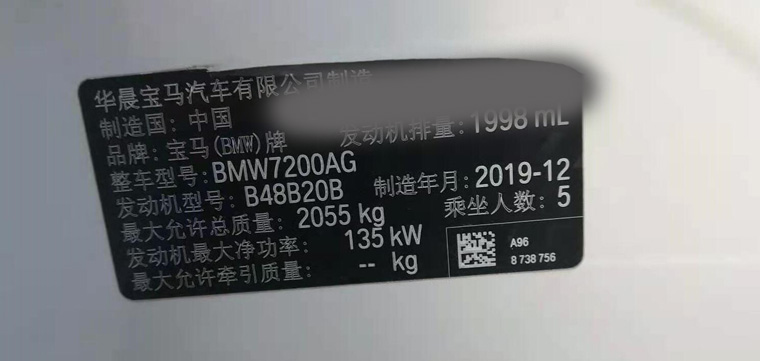 华晨宝马汽车有限公司制造
制造国: 中国
品牌: 宝马(BMW)牌 发动机排量: 1998 mL
整车型号: BMW7200AG
发动机型号: B48B20B 制造年月: 2019-12
最大允许总质量: 2055 kg 乘坐人数: 5
发动机最大净功率: 135 kW
最大允许牵引质量: -- kg
A96
8 738 756